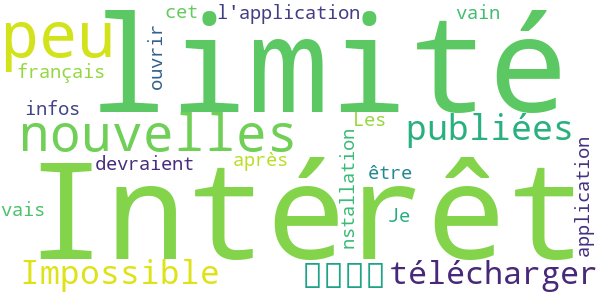 cet l'application vain
peu limité
français ouvrir
infos
nouvelles Les publiées
devraient après être
Intérêt
vais nstallation Je application
Impossible télécharger